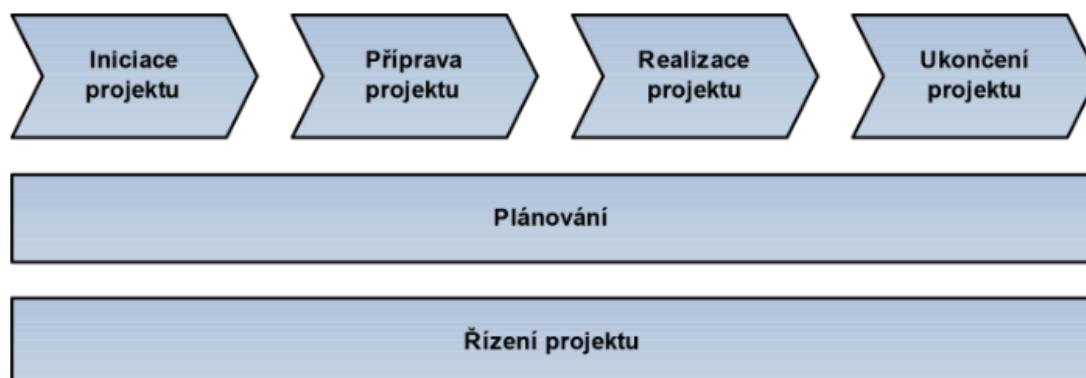 Iniciace
projektu
Příprava
projektu
Realizace
projektu
Ukončení
projektu
Plánování
Řízení projektu